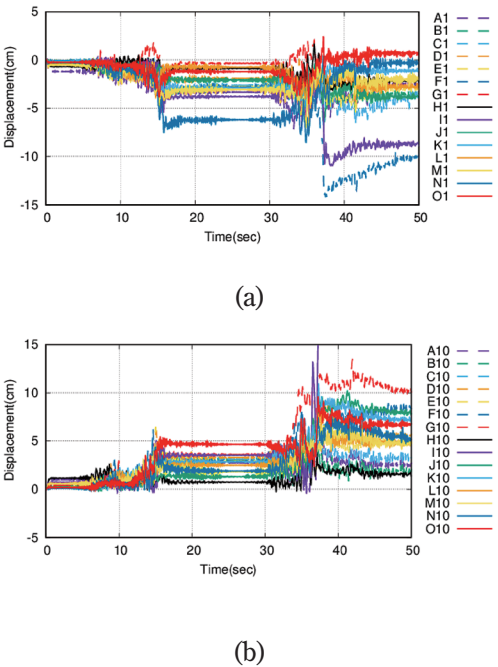 5
0
-5
-10
-15
0
10
20
30
40
50
Displacement(cm)
Time(sec)
A1
B1
C1
D1
E1
F1
G1
H1
I1
J1
K1
L1
M1
N1
O1
(a)
15
10
5
0
-5
0
10
20
30
40
50
Displacement(cm)
Time(sec)
A10
B10
C10
D10
E10
F10
G10
H10
I10
J10
K10
L10
M10
N10
O10
(b)